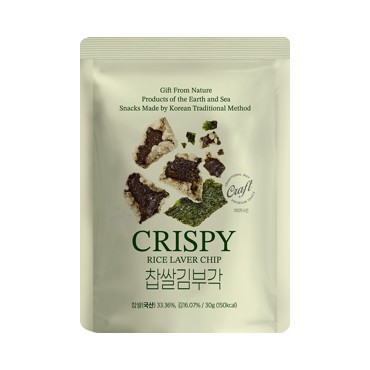 Gift From Nature
Products of the Earth and Sea
Snacks Made by Korean Traditional Method
Craft
CRISPY
RICE LAVER CHIP
찹쌀김부각
찹쌀(국산) 33.36%, 김16.07% / 30g (150kcal)